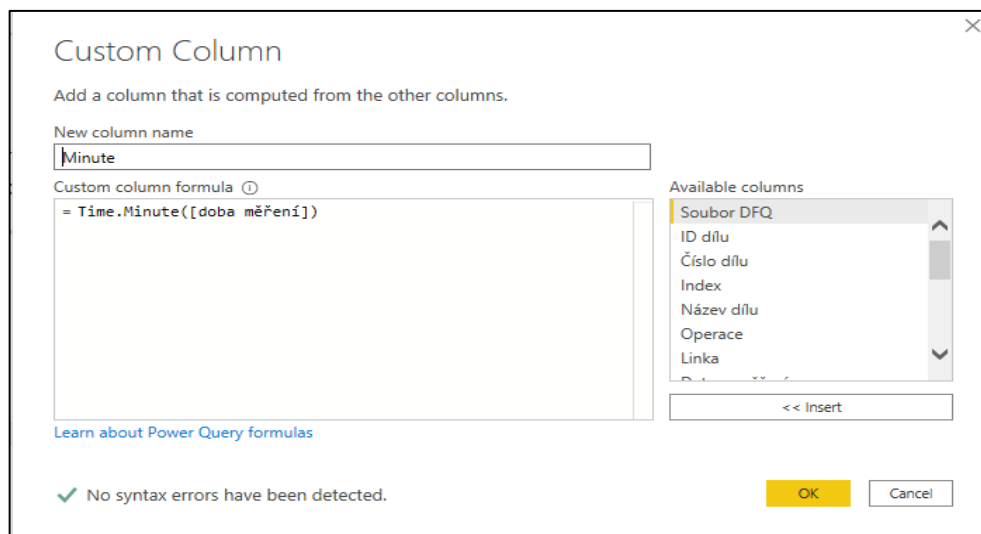 Custom Column
Add a column that is computed from the other columns.
New column name
Minute
Custom column formula
= Time.Minute([doba měření])
Available columns
Soubor DFQ
ID dílu
Číslo dílu
Index
Název dílu
Operace
Linka
<< Insert
Learn about Power Query formulas
No syntax errors have been detected.
OK
Cancel